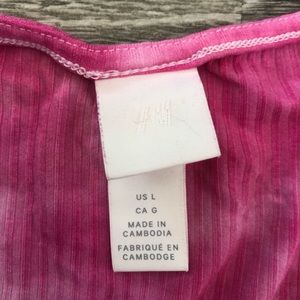 H&M
US L
CA G
MADE IN
CAMBODIA
FABRIQUÉ EN
CAMBODGE